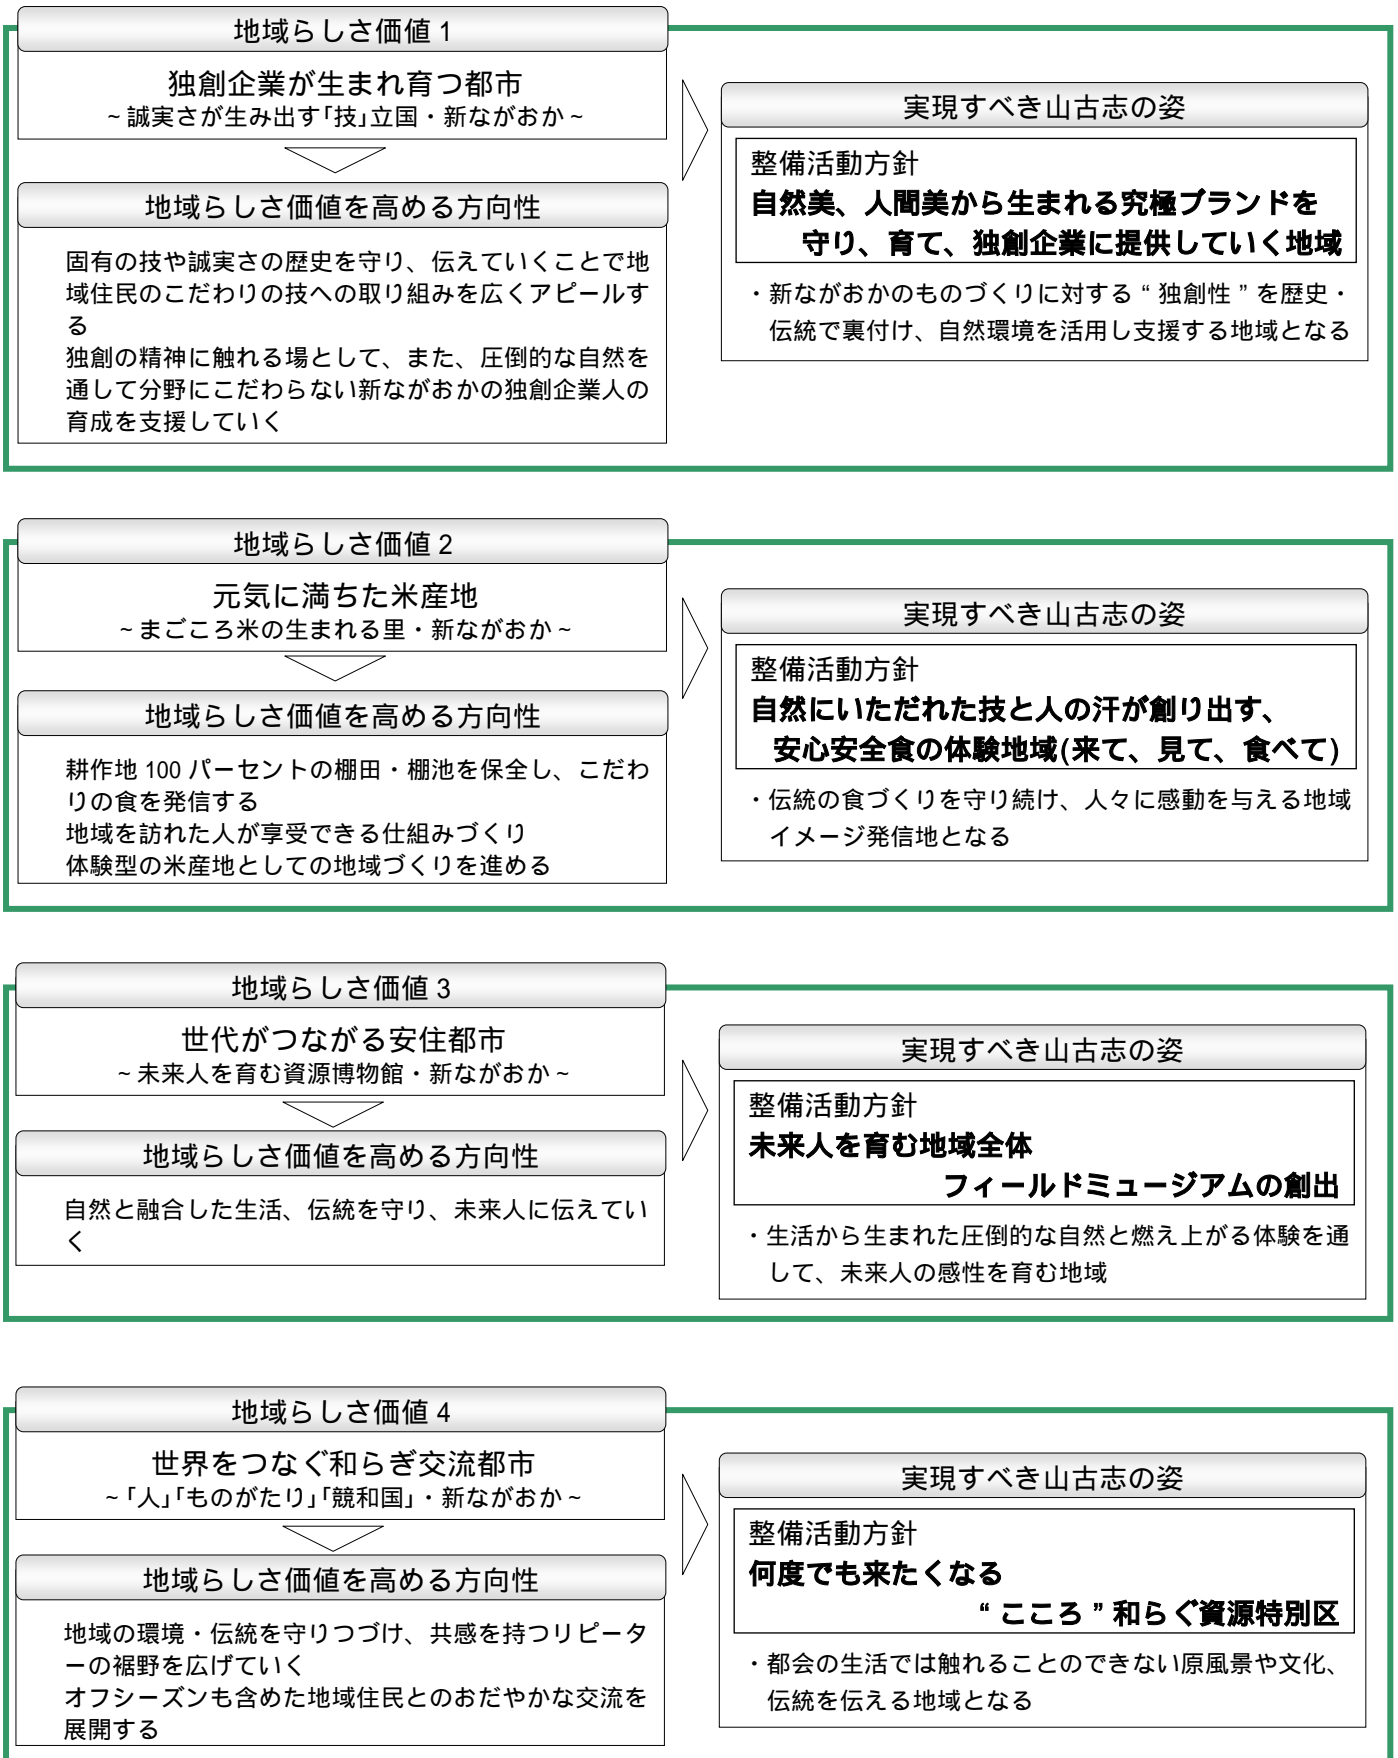 地域らしさ価値 1
独創企業が生まれ育つ都市
~誠実さが生み出す｢技｣立国・新ながおか~
地域らしさ価値を高める方向性
固有の技や誠実さの歴史を守り、伝えていくことで地
域住民のこだわりの技への取り組みを広くアピールす
る
独創の精神に触れる場として、また、圧倒的な自然を
通して分野にこだわらない新ながおかの独創企業人の
育成を支援していく
実現すべき山古志の姿
整備活動方針
自然美、人間美から生まれる究極ブランドを
守り、育て、独創企業に提供していく地域
・新ながおかのものづくりに対する“独創性”を歴史・
伝統で裏付け、自然環境を活用し支援する地域となる
地域らしさ価値 2
元気に満ちた米産地
~まごころ米の生まれる里・新ながおか~
地域らしさ価値を高める方向性
耕作地 100 パーセントの棚田・棚池を保全し、こだわ
りの食を発信する
地域を訪れた人が享受できる仕組みづくり
体験型の米産地としての地域づくりを進める
実現すべき山古志の姿
整備活動方針
自然にいただれた技と人の汗が創り出す、
安心安全食の体験地域(来て、見て、食べて)
・伝統の食づくりを守り続け、人々に感動を与える地域
イメージ発信地となる
地域らしさ価値 3
世代がつながる安住都市
~未来人を育む資源博物館・新ながおか~
地域らしさ価値を高める方向性
自然と融合した生活、伝統を守り、未来人に伝えてい
く
実現すべき山古志の姿
整備活動方針
未来人を育む地域全体
フィールドミュージアムの創出
・生活から生まれた圧倒的な自然と燃え上がる体験を通
して、未来人の感性を育む地域
地域らしさ価値 4
世界をつなぐ和らぎ交流都市
~｢人｣｢ものがたり｣｢競和国｣・新ながおか~
地域らしさ価値を高める方向性
地域の環境・伝統を守りつづけ、共感を持つリピータ
ーの裾野を広げていく
オフシーズンも含めた地域住民とのおだやかな交流を
展開する
実現すべき山古志の姿
整備活動方針
何度でも来たくなる
“こころ”和らぐ資源特別区
・都会の生活では触れることのできない原風景や文化、
伝統を伝える地域となる